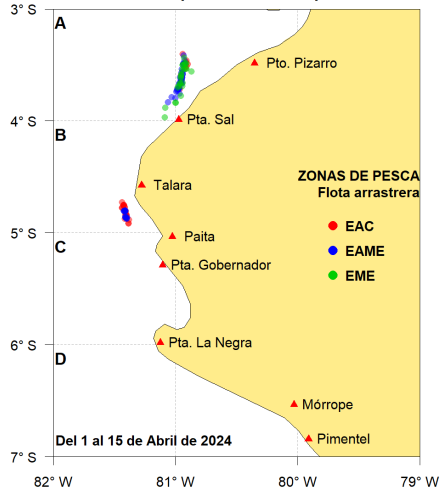 3° S
A
Pto. Pizarro
4° S
B
Pta. Sal
ZONAS DE PESCA
Flota arrastrera
Talara
EAC
5° S
C
Paita
EAME
Pta. Gobernador
EME
6° S
D
Pta. La Negra
Mórrope
Del 1 al 15 de Abril de 2024
Pimentel
7° S
82° W
81° W
80° W
79° W